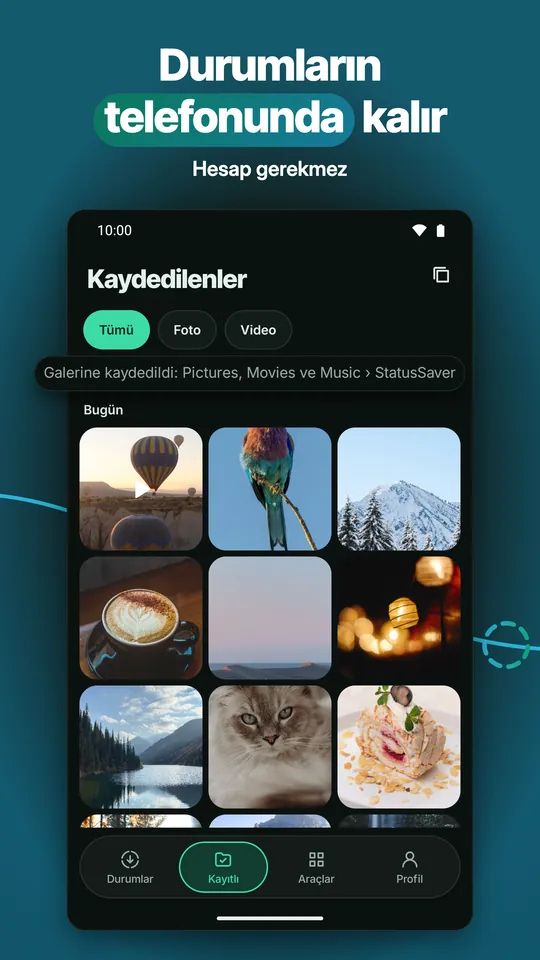 Durumların
telefonunda kalır
Hesap gerekmez
10:00
Kaydedilenler
Tümü Foto Video
Galerine kaydedildi: Pictures, Movies ve Music › StatusSaver
Bugün
Durumlar Kayıtlı Araçlar Profil